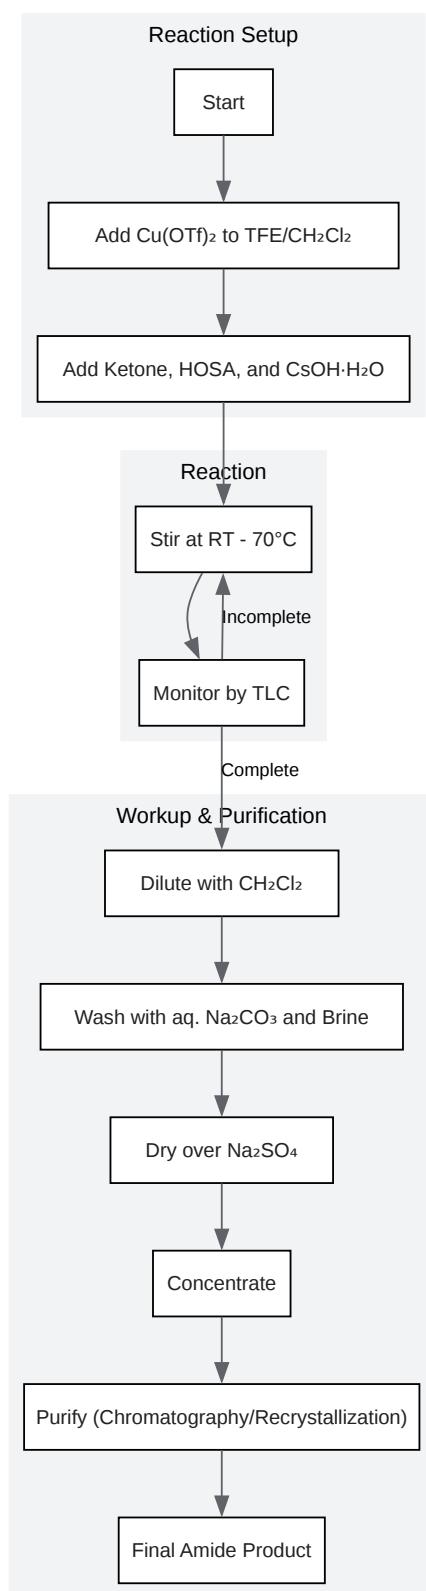 Reaction Setup
Start
Add Cu(OTf)₂ to TFE/CH₂Cl₂
Add Ketone, HOSA, and CsOH·H₂O
Reaction
Stir at RT - 70°C
Incomplete
Monitor by TLC
Complete
Workup & Purification
Dilute with CH₂Cl₂
Wash with aq. Na₂CO₃ and Brine
Dry over Na₂SO₄
Concentrate
Purify (Chromatography/Recrystallization)
Final Amide Product